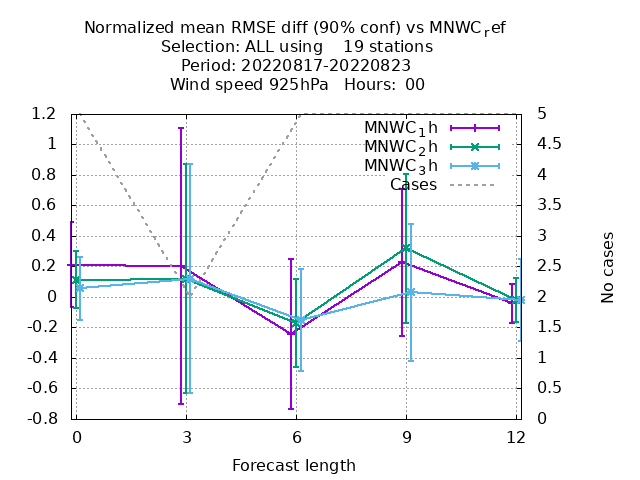 Normalized mean RMSE diff (90% conf) vs MNWC_ref
Selection: ALL using    19 stations
Period: 20220817-20220823
Wind speed 925hPa   Hours:  00
MNWC_1h
MNWC_2h
MNWC_3h
Cases
1.2
1
0.8
0.6
0.4
0.2
0
-0.2
-0.4
-0.6
-0.8
5
4.5
4
3.5
3
2.5
2
1.5
1
0.5
0
No cases
0 3 6 9 12
Forecast length